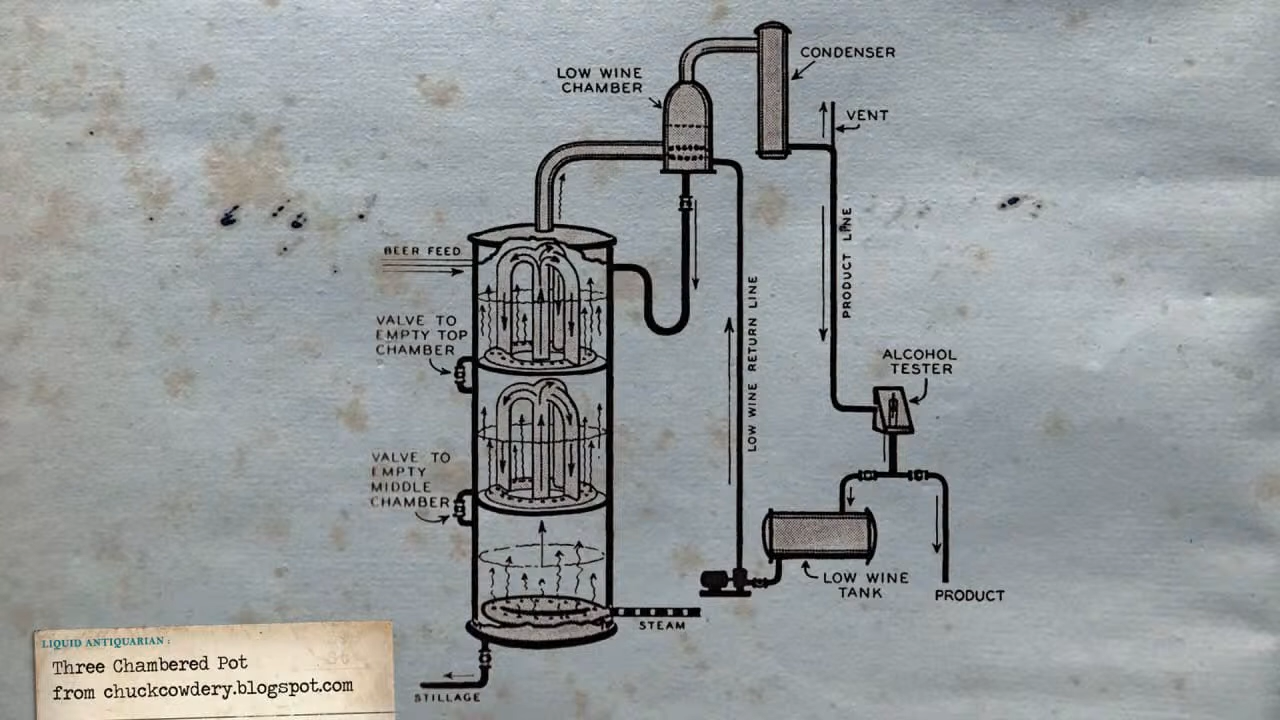 LOW WINE
CHAMBER
CONDENSER
VENT
BEER FEED
PRODUCT LINE
VALVE TO
EMPTY TOP
CHAMBER
LOW WINE RETURN LINE
ALCOHOL
TESTER
VALVE TO
EMPTY
MIDDLE
CHAMBER
LOW WINE
TANK
PRODUCT
STEAM
STILLAGE
LIQUID ANTIQUARIAN :
Three Chambered Pot
from chuckcowdery.blogspot.com